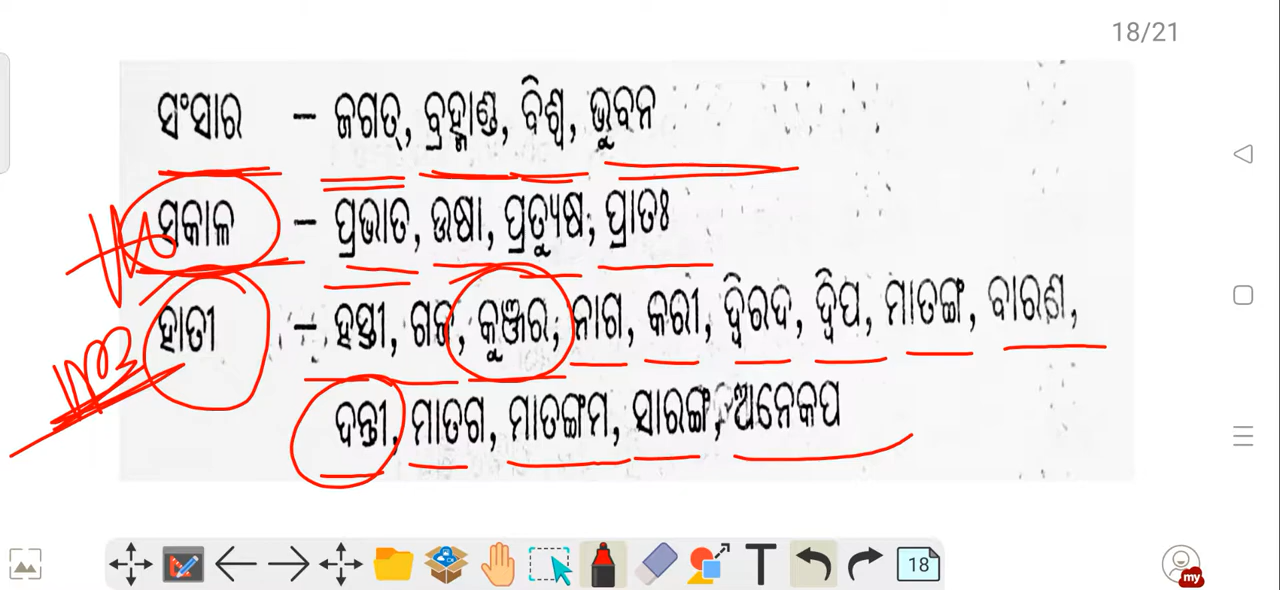 18/21
ସଂସାର – ଜଗତ୍, ବ୍ରହ୍ମାଣ୍ଡ, ବିଶ୍ୱ, ଭୁବନ
ସକାଳ – ପ୍ରଭାତ, ଉଷା, ପ୍ରତ୍ୟୁଷ, ପ୍ରାତଃ
ହାତୀ – ହସ୍ତୀ, ଗଜ, କୁଞ୍ଜର, ନାଗ, କରୀ, ଦ୍ୱିରଦ, ଦ୍ୱିପ, ମାତଙ୍ଗ, ବାରଣ,
ଦନ୍ତୀ, ମାତଗ, ମାତଙ୍ଗମ, ସାରଙ୍ଗ, ଅନେକପ
T 18
my